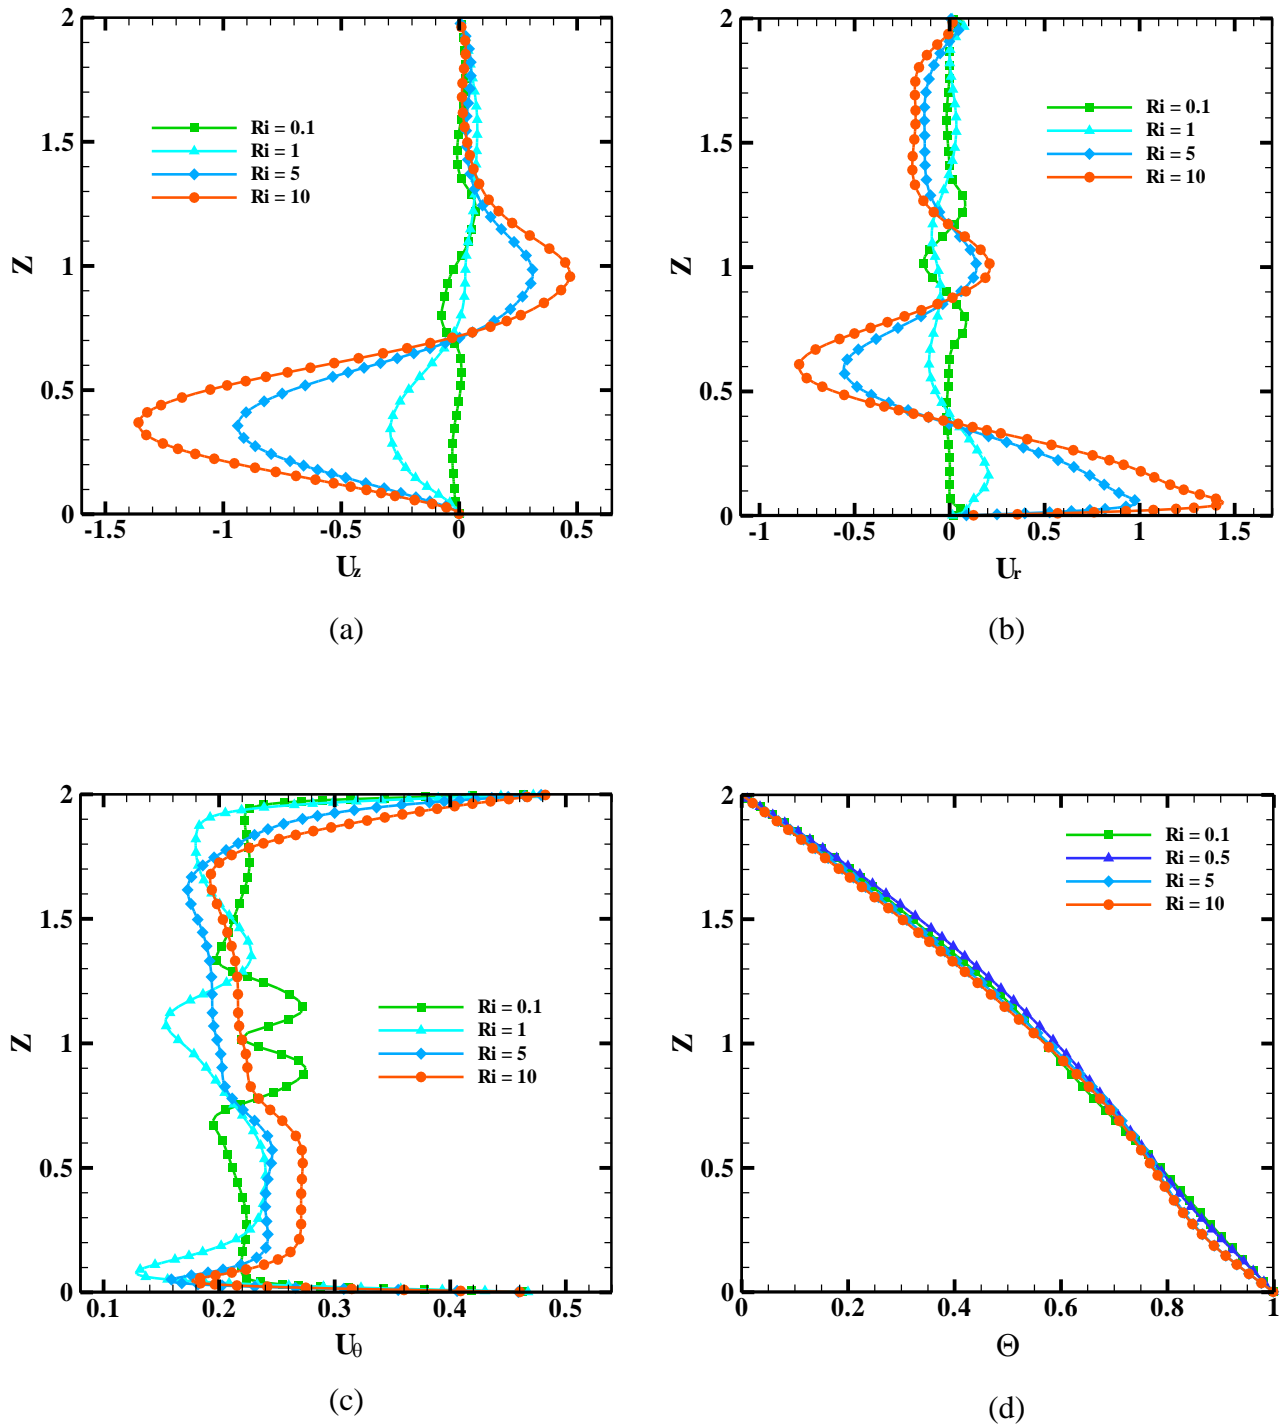 2
1.5
1
0.5
0
Z
Ri = 0.1
Ri = 1
Ri = 5
Ri = 10
-1.5 -1 -0.5 0 0.5
Uz
(a)
2
1.5
1
0.5
0
Z
Ri = 0.1
Ri = 1
Ri = 5
Ri = 10
-1 -0.5 0 0.5 1 1.5
Ur
(b)
2
1.5
1
0.5
0
Z
Ri = 0.1
Ri = 1
Ri = 5
Ri = 10
0.1 0.2 0.3 0.4 0.5
Uθ
(c)
2
1.5
1
0.5
0
Z
Ri = 0.1
Ri = 0.5
Ri = 5
Ri = 10
0 0.2 0.4 0.6 0.8 1
Θ
(d)